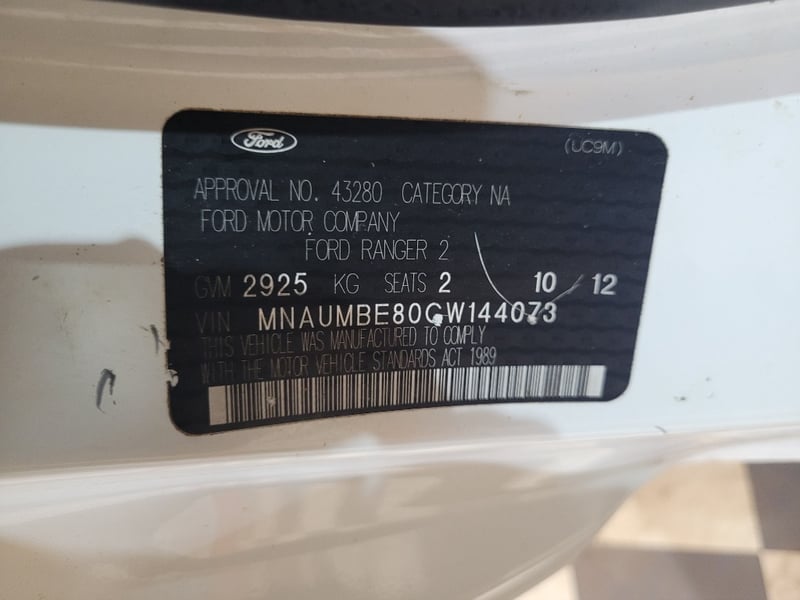 Ford (UC9M)
APPROVAL NO. 43280 CATEGORY NA
FORD MOTOR COMPANY
FORD RANGER 2
GVM 2925 KG SEATS 2 10 / 12
VIN MNAUMBE80CW144073
THIS VEHICLE WAS MANUFACTURED TO COMPLY
WITH THE MOTOR VEHICLE STANDARDS ACT 1989